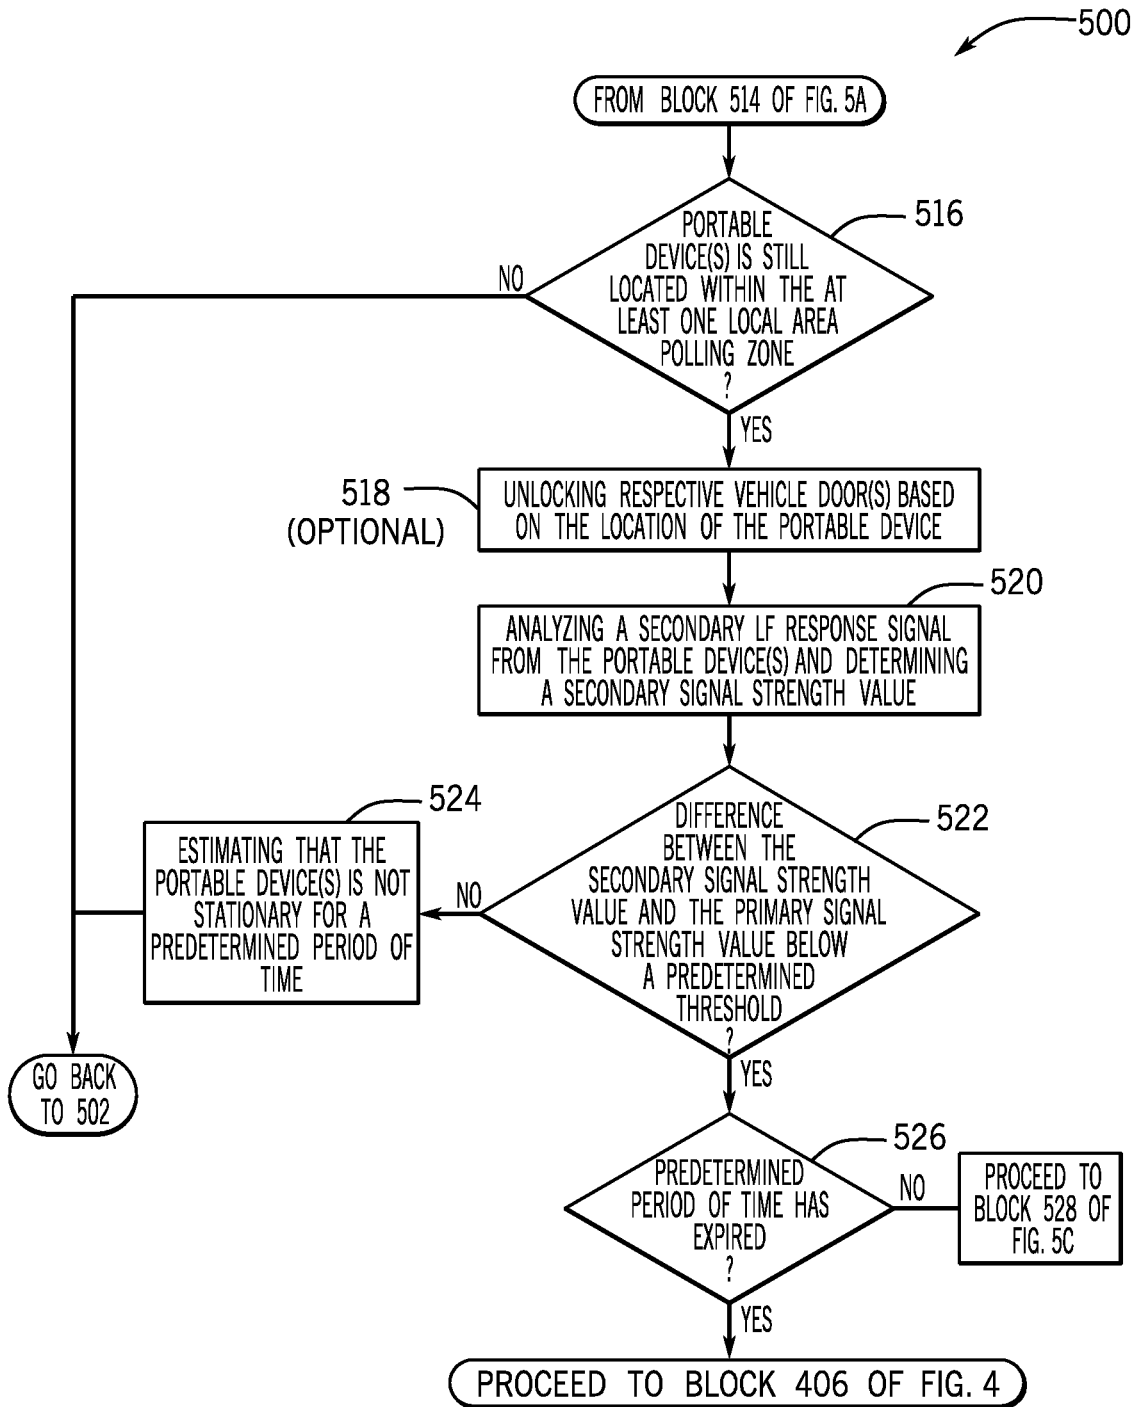 500
FROM BLOCK 514 OF FIG. 5A
516
PORTABLE
DEVICE(S) IS STILL
LOCATED WITHIN THE AT
LEAST ONE LOCAL AREA
POLLING ZONE
?
NO
YES
518
(OPTIONAL)
UNLOCKING RESPECTIVE VEHICLE DOOR(S) BASED
ON THE LOCATION OF THE PORTABLE DEVICE
520
ANALYZING A SECONDARY LF RESPONSE SIGNAL
FROM THE PORTABLE DEVICE(S) AND DETERMINING
A SECONDARY SIGNAL STRENGTH VALUE
522
DIFFERENCE
BETWEEN THE
SECONDARY SIGNAL STRENGTH
VALUE AND THE PRIMARY SIGNAL
STRENGTH VALUE BELOW
A PREDETERMINED
THRESHOLD
?
NO
YES
524
ESTIMATING THAT THE
PORTABLE DEVICE(S) IS NOT
STATIONARY FOR A
PREDETERMINED PERIOD OF
TIME
GO BACK
TO 502
526
PREDETERMINED
PERIOD OF TIME HAS
EXPIRED
?
NO
PROCEED TO
BLOCK 528 OF
FIG. 5C
YES
PROCEED TO BLOCK 406 OF FIG. 4